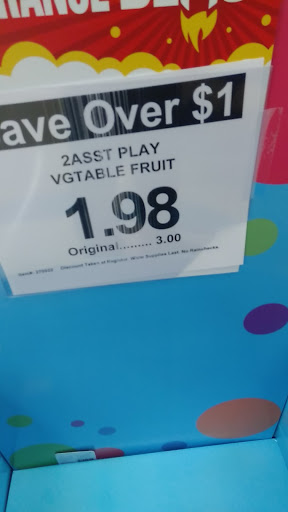 ave Over $1
2ASST PLAY
VGTABLE FRUIT
1.98
Original......... 3.00
Discount Taken at Register. While Supplies Last. No Rainchecks